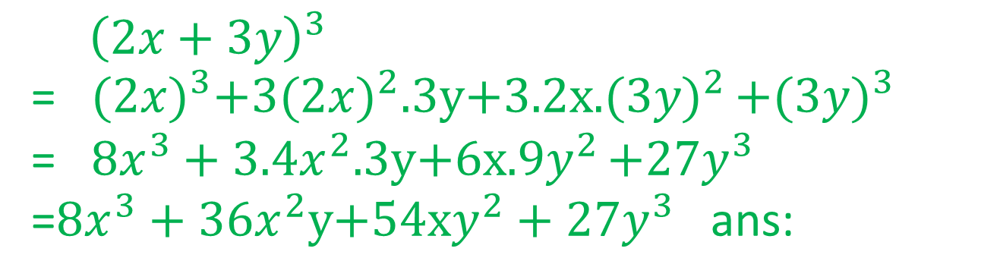 (2x + 3y)³
= (2x)³+3(2x)².3y+3.2x.(3y)² +(3y)³
= 8x³ + 3.4x².3y+6x.9y² +27y³
=8x³ + 36x²y+54xy² + 27y³ ans: